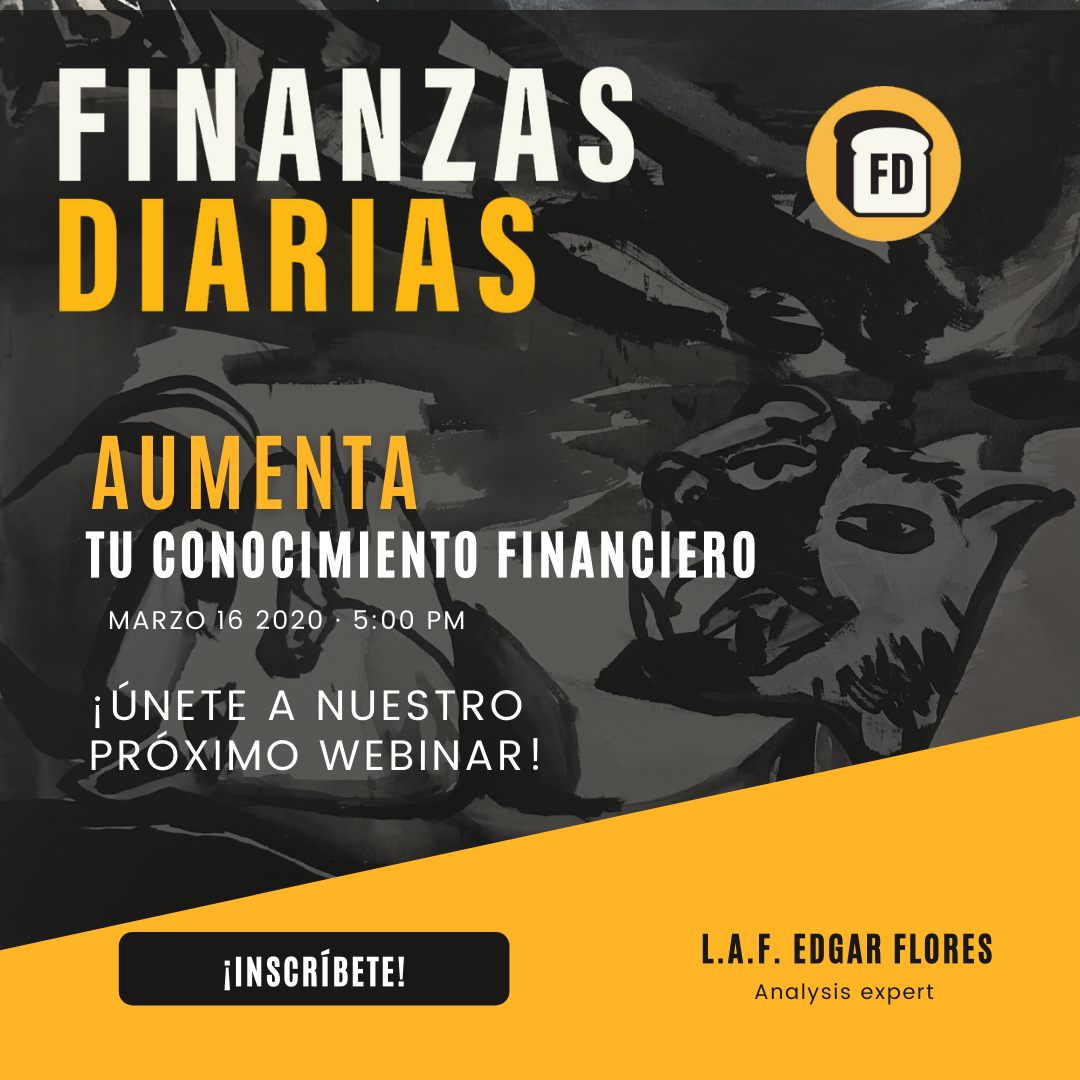 FINANZAS
DIARIAS
FD
AUMENTA
TU CONOCIMIENTO FINANCIERO
MARZO 16 2020 · 5:00 PM
¡ÚNETE A NUESTRO
PRÓXIMO WEBINAR!
¡INSCRÍBETE!
L.A.F. EDGAR FLORES
Analysis expert